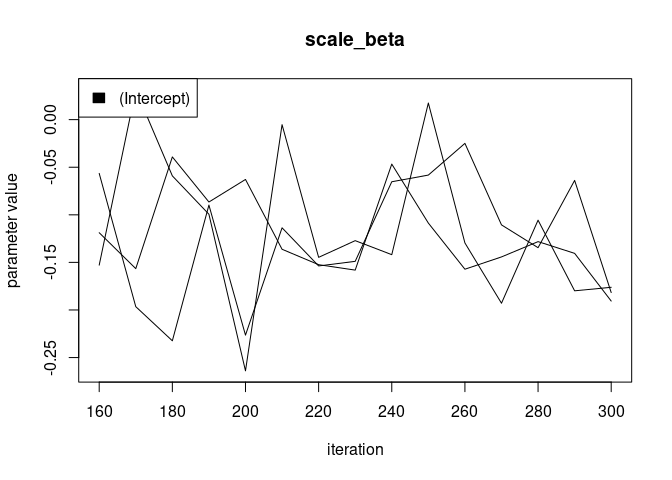 scale_beta
(Intercept)
parameter value
0.00
-0.05
-0.15
-0.25
160 180 200 220 240 260 280 300
iteration